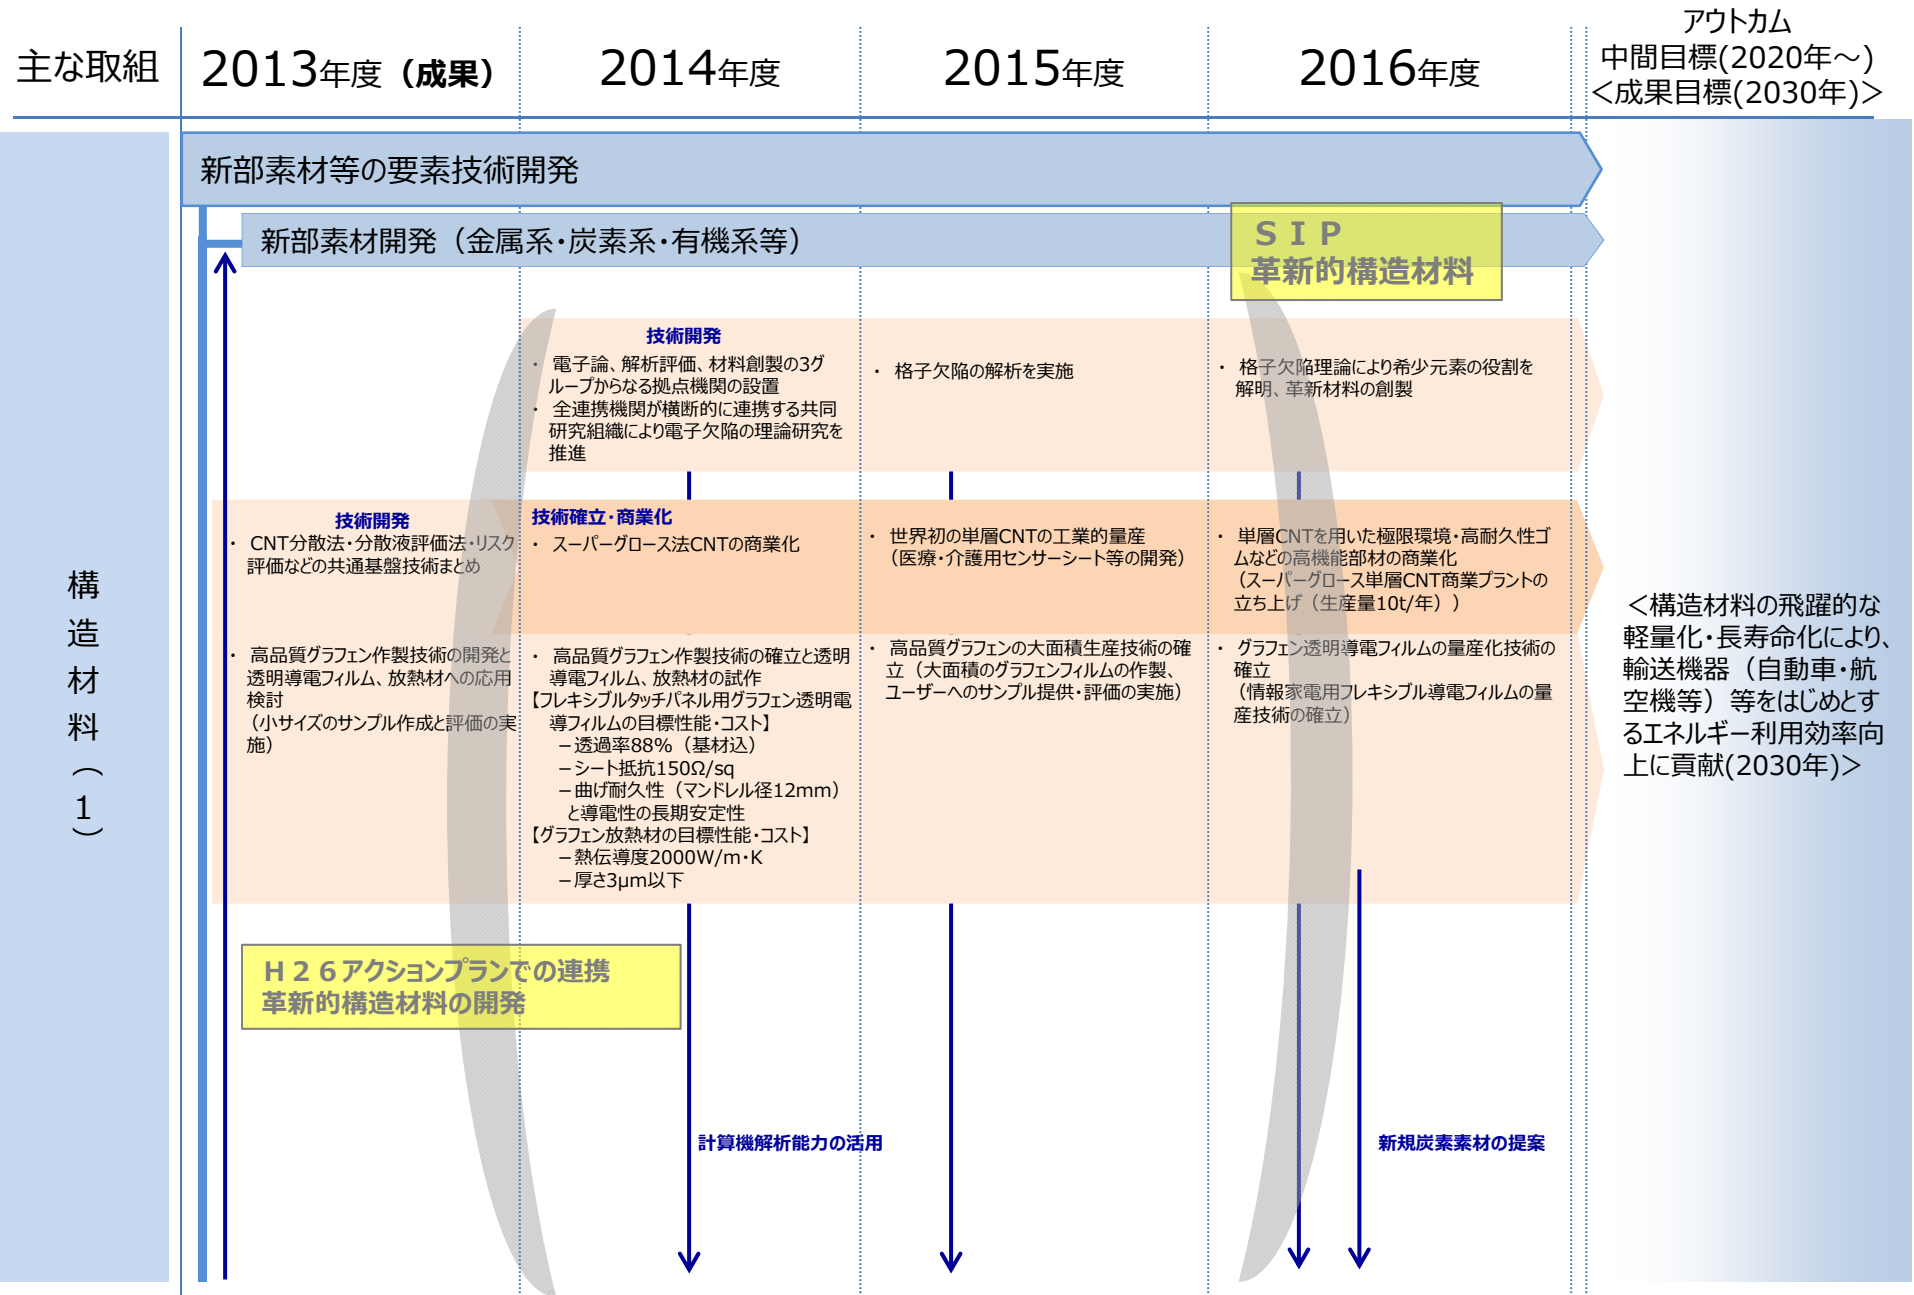 主な取組
2013年度（成果）
2014年度
2015年度
2016年度
アウトカム
中間目標(2020年～)
＜成果目標(2030年)＞
構造材料（1）
新部素材等の要素技術開発
新部素材開発（金属系・炭素系・有機系等）
ＳＩＰ
革新的構造材料
技術開発
・ 電子論、解析評価、材料創製の3グ
ループからなる拠点機関の設置
・ 全連携機関が横断的に連携する共同
研究組織により電子欠陥の理論研究を
推進
・ 格子欠陥の解析を実施
・ 格子欠陥理論により希少元素の役割を
解明、革新材料の創製
技術開発
・ CNT分散法・分散液評価法・リスク
評価などの共通基盤技術まとめ
技術確立・商業化
・ スーパーグロース法CNTの商業化
・ 世界初の単層CNTの工業的量産
（医療・介護用センサーシート等の開発）
・ 単層CNTを用いた極限環境・高耐久性ゴ
ムなどの高機能部材の商業化
（スーパーグロース単層CNT商業プラントの
立ち上げ（生産量10t/年））
・ 高品質グラフェン作製技術の開発と
透明導電フィルム、放熱材への応用
検討
（小サイズのサンプル作成と評価の実
施）
・ 高品質グラフェン作製技術の確立と透明
導電フィルム、放熱材の試作
【フレキシブルタッチパネル用グラフェン透明電
導フィルムの目標性能・コスト】
－透過率88%（基材込）
－シート抵抗150Ω/sq
－曲げ耐久性（マンドレル径12mm）
と導電性の長期安定性
【グラフェン放熱材の目標性能・コスト】
－熱伝導度2000W/m・K
－厚さ3μm以下
・ 高品質グラフェンの大面積生産技術の確
立（大面積のグラフェンフィルムの作製、
ユーザーへのサンプル提供・評価の実施）
・ グラフェン透明導電フィルムの量産化技術の
確立
（情報家電用フレキシブル導電フィルムの量
産技術の確立）
＜構造材料の飛躍的な
軽量化・長寿命化により、
輸送機器（自動車・航
空機等）等をはじめとす
るエネルギー利用効率向
上に貢献(2030年)＞
Ｈ２６アクションプランでの連携
革新的構造材料の開発
計算機解析能力の活用
新規炭素素材の提案